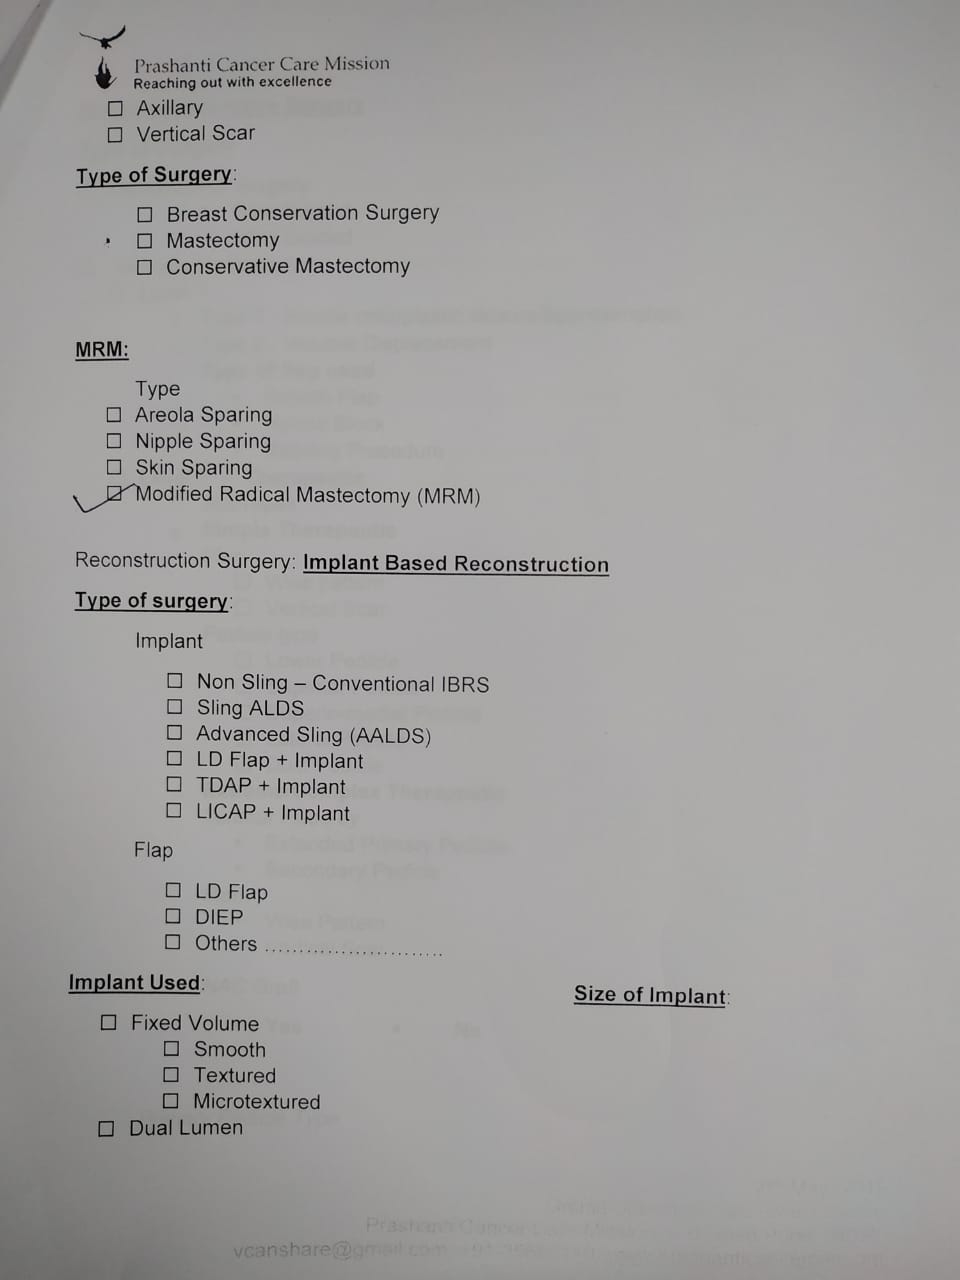 Prashanti Cancer Care Mission
Reaching out with excellence
☐ Axillary
☐ Vertical Scar
Type of Surgery:
☐ Breast Conservation Surgery
☐ Mastectomy
☐ Conservative Mastectomy
MRM:
Type
☐ Areola Sparing
☐ Nipple Sparing
☐ Skin Sparing
☑ Modified Radical Mastectomy (MRM)
Reconstruction Surgery: Implant Based Reconstruction
Type of surgery:
Implant
☐ Non Sling – Conventional IBRS
☐ Sling ALDS
☐ Advanced Sling (AALDS)
☐ LD Flap + Implant
☐ TDAP + Implant
☐ LICAP + Implant
Flap
☐ LD Flap
☐ DIEP
☐ Others ..........................
Implant Used:
Size of Implant:
☐ Fixed Volume
☐ Smooth
☐ Textured
☐ Microtextured
☐ Dual Lumen
Prashanti Cancer Care
vcanshare@gmail.com